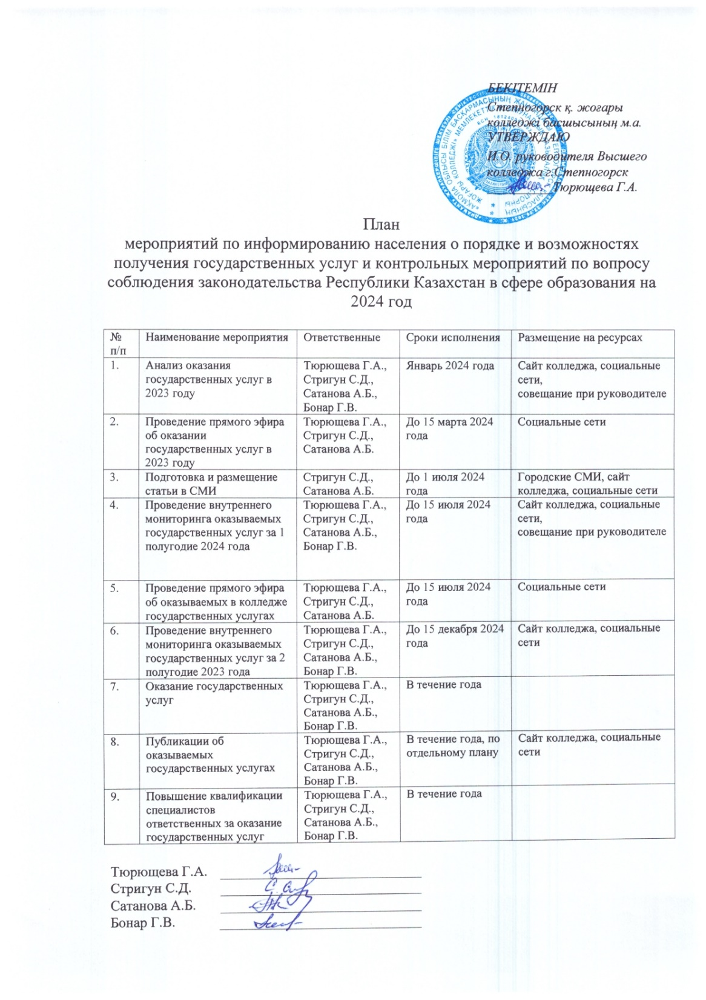 БЕКІТЕМІН
Степногорск қ. жоғары
колледжі басшысының м.а.
УТВЕРЖДАЮ
И.О. руководителя Высшего
колледжа г.Степногорск
Тюрющева Г.А.
План
мероприятий по информированию населения о порядке и возможностях
получения государственных услуг и контрольных мероприятий по вопросу
соблюдения законодательства Республики Казахстан в сфере образования на
2024 год
№ п/п Наименование мероприятия Ответственные Сроки исполнения Размещение на ресурсах
1.
Анализ оказания
государственных услуг в
2023 году
Тюрющева Г.А.,
Стригун С.Д.,
Сатанова А.Б.,
Бонар Г.В.
Январь 2024 года
Сайт колледжа, социальные
сети,
совещание при руководителе
2.
Проведение прямого эфира
об оказании
государственных услуг в
2023 году
Тюрющева Г.А.,
Стригун С.Д.,
Сатанова А.Б.
До 15 марта 2024
года
Социальные сети
3.
Подготовка и размещение
статьи в СМИ
Стригун С.Д.,
Сатанова А.Б.
До 1 июля 2024
года
Городские СМИ, сайт
колледжа, социальные сети
4.
Проведение внутреннего
мониторинга оказываемых
государственных услуг за 1
полугодие 2024 года
Тюрющева Г.А.,
Стригун С.Д.,
Сатанова А.Б.,
Бонар Г.В.
До 15 июля 2024
года
Сайт колледжа, социальные
сети,
совещание при руководителе
5.
Проведение прямого эфира
об оказываемых в колледже
государственных услугах
Тюрющева Г.А.,
Стригун С.Д.,
Сатанова А.Б.
До 15 июля 2024
года
Социальные сети
6.
Проведение внутреннего
мониторинга оказываемых
государственных услуг за 2
полугодие 2023 года
Тюрющева Г.А.,
Стригун С.Д.,
Сатанова А.Б.,
Бонар Г.В.
До 15 декабря 2024
года
Сайт колледжа, социальные
сети
7.
Оказание государственных
услуг
Тюрющева Г.А.,
Стригун С.Д.,
Сатанова А.Б.,
Бонар Г.В.
В течение года
8.
Публикации об
оказываемых
государственных услугах
Тюрющева Г.А.,
Стригун С.Д.,
Сатанова А.Б.,
Бонар Г.В.
В течение года, по
отдельному плану
Сайт колледжа, социальные
сети
9.
Повышение квалификации
специалистов
ответственных за оказание
государственных услуг
Тюрющева Г.А.,
Стригун С.Д.,
Сатанова А.Б.,
Бонар Г.В.
В течение года
Тюрющева Г.А.
Стригун С.Д.
Сатанова А.Б.
Бонар Г.В.